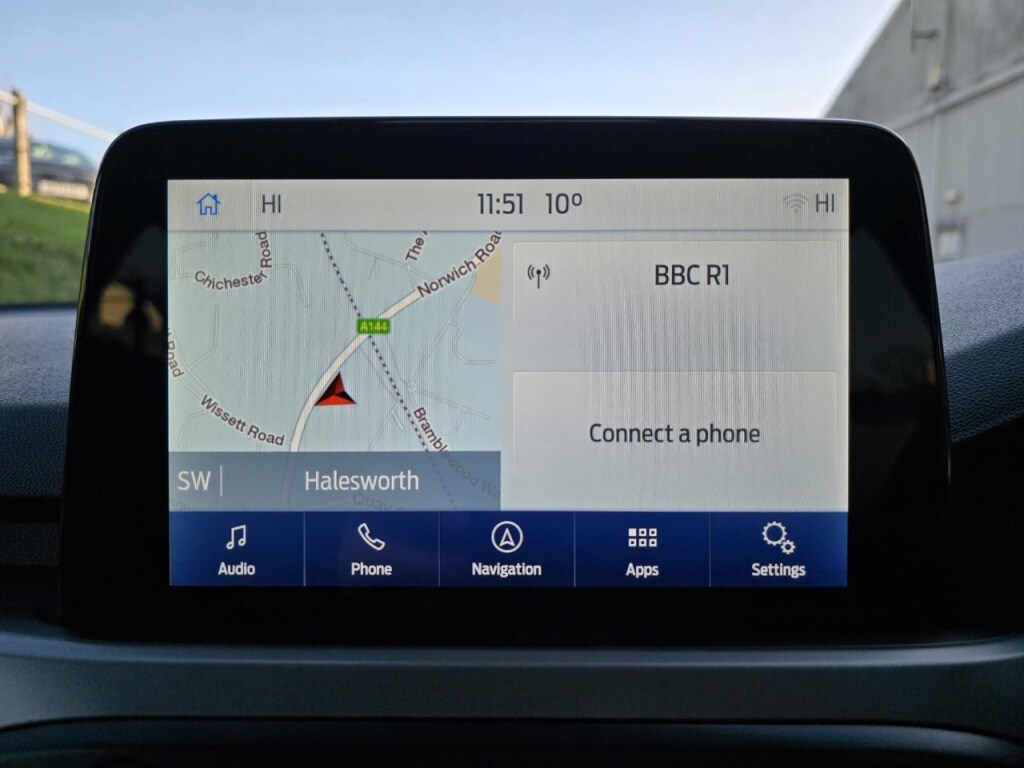 HI 11:51 10° HI
Chichester Road
The
Norwich Road
A144
Road
Wissett Road
Bramblewood
SW
Halesworth
BBC R1
Connect a phone
Audio
Phone
Navigation
Apps
Settings